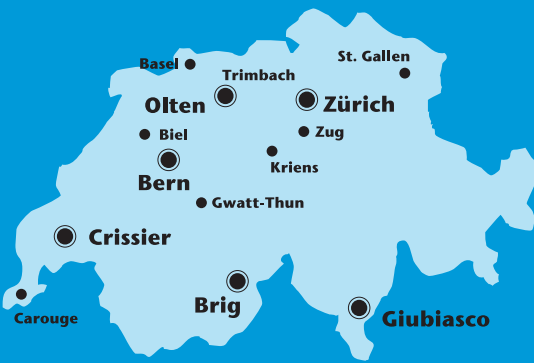 St. Gallen
Basel
Trimbach
Olten
Zürich
Biel
Zug
Kriens
Bern
Gwatt-Thun
Crissier
Brig
Carouge
Giubiasco